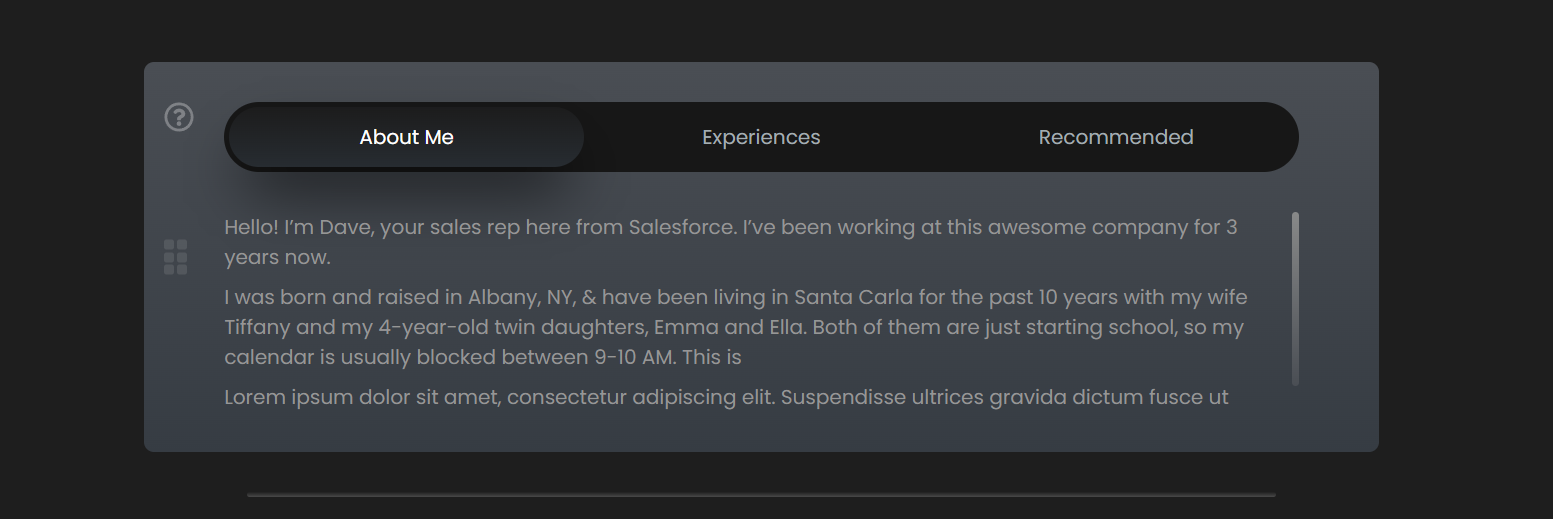 About Me
Experiences
Recommended
Hello! I’m Dave, your sales rep here from Salesforce. I’ve been working at this awesome company for 3
years now.
I was born and raised in Albany, NY, & have been living in Santa Carla for the past 10 years with my wife
Tiffany and my 4-year-old twin daughters, Emma and Ella. Both of them are just starting school, so my
calendar is usually blocked between 9-10 AM. This is
Lorem ipsum dolor sit amet, consectetur adipiscing elit. Suspendisse ultrices gravida dictum fusce ut